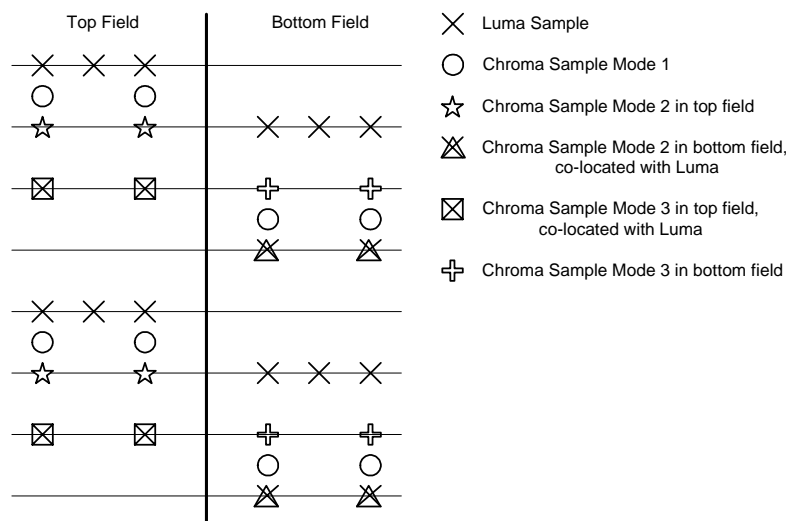 Top Field
Bottom Field
Luma Sample
Chroma Sample Mode 1
Chroma Sample Mode 2 in top field
Chroma Sample Mode 2 in bottom field,
co-located with Luma
Chroma Sample Mode 3 in top field,
co-located with Luma
Chroma Sample Mode 3 in bottom field